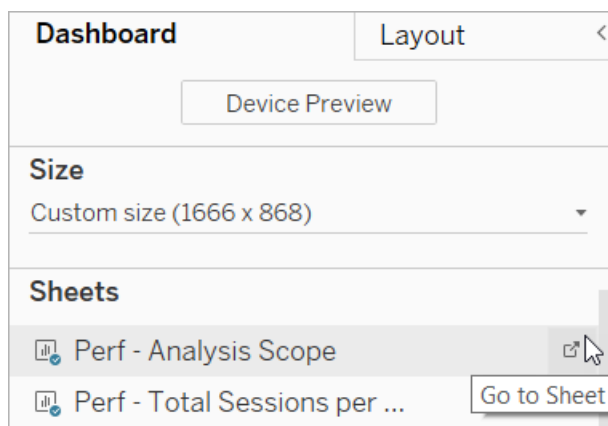 Dashboard
Layout
Device Preview
Size
Custom size (1666 x 868)
Sheets
Perf - Analysis Scope
Go to Sheet
Perf - Total Sessions per ...